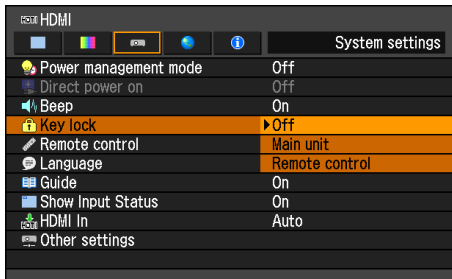 HDMI
System settings
Power management mode Off
Direct power on Off
Beep On
Key lock Off
Remote control Main unit
Language Remote control
Guide On
Show Input Status On
HDMI In Auto
Other settings